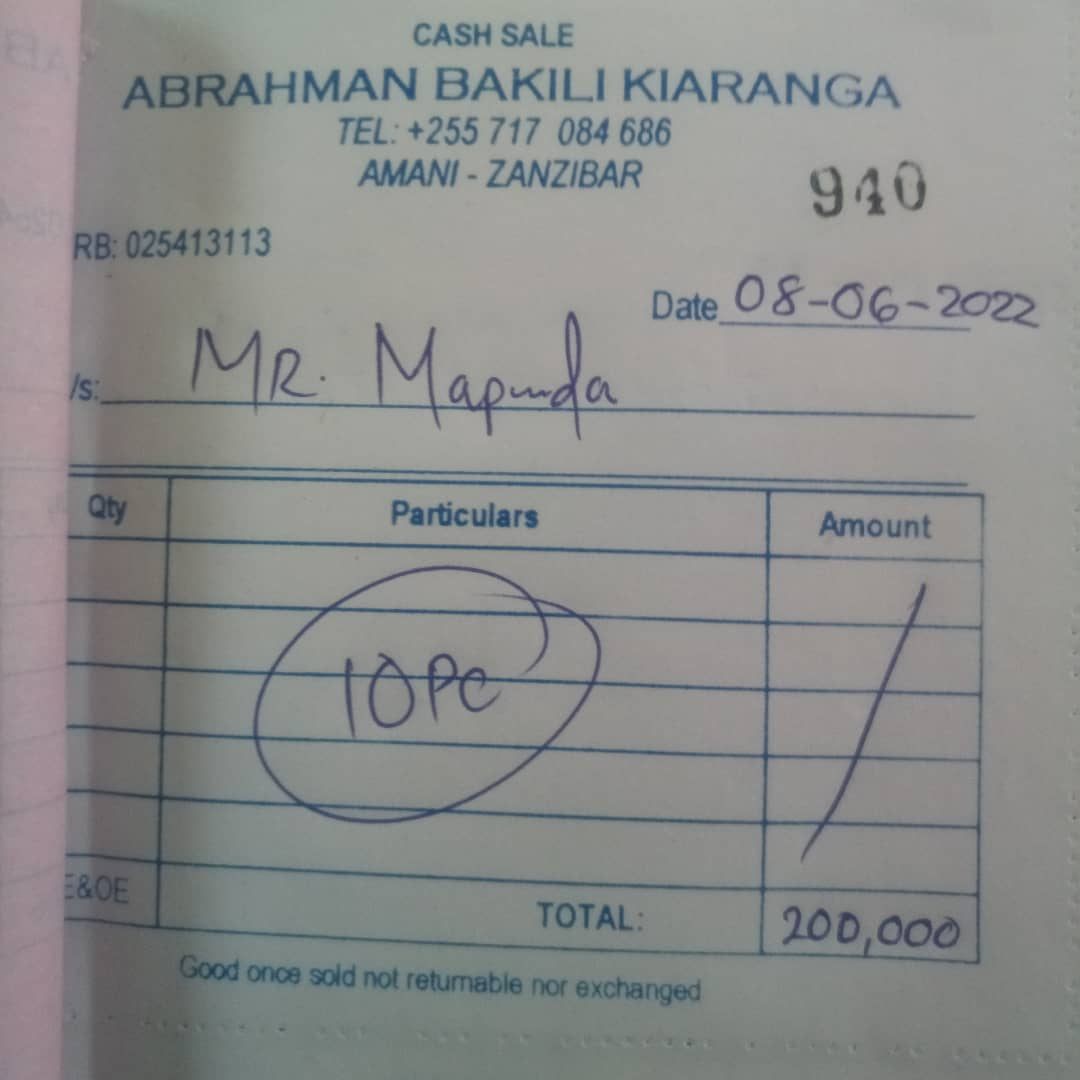 CASH SALE
ABRAHMAN BAKILI KIARANGA
TEL: +255 717 084 686
AMANI - ZANZIBAR
940
RB: 025413113
Date 08-06-2022
/s: MR. Mapunda
Qty Particulars Amount
10PC
E&OE TOTAL: 200,000
Good once sold not returnable nor exchanged